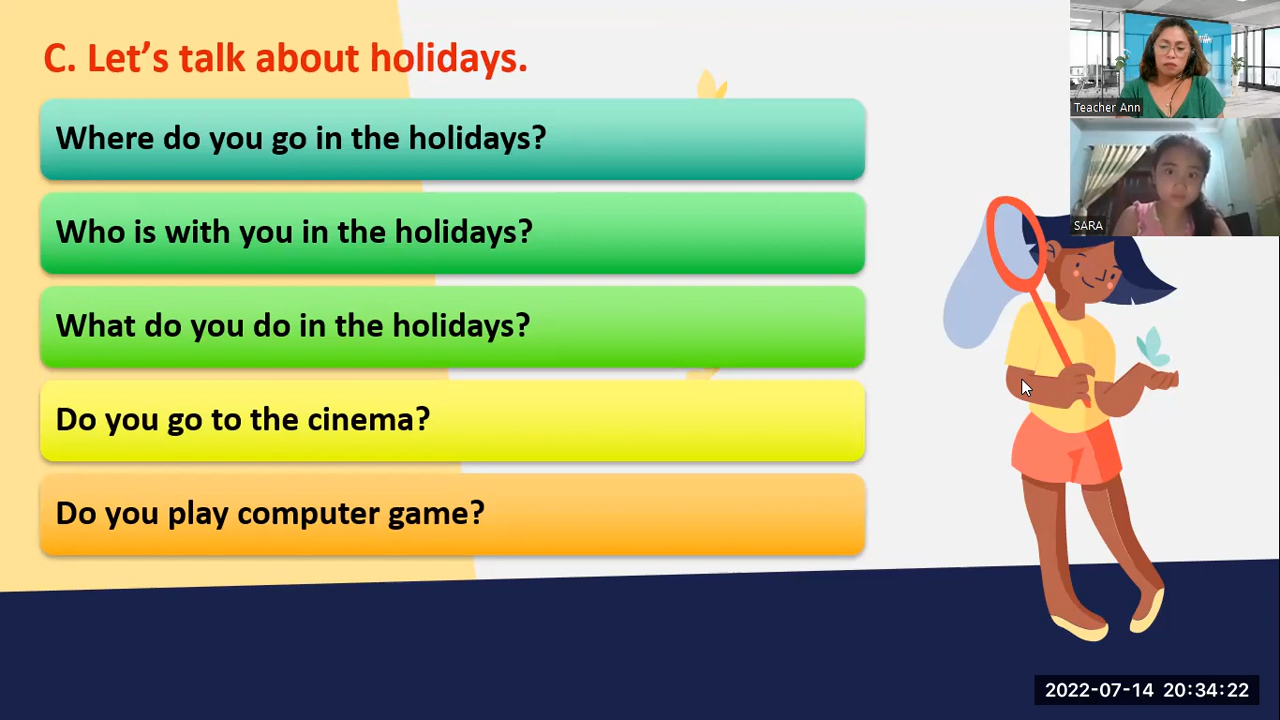 C. Let's talk about holidays.
Where do you go in the holidays?
Who is with you in the holidays?
What do you do in the holidays?
Do you go to the cinema?
Do you play computer game?
Teacher Ann
SARA
2022-07-14 20:34:22